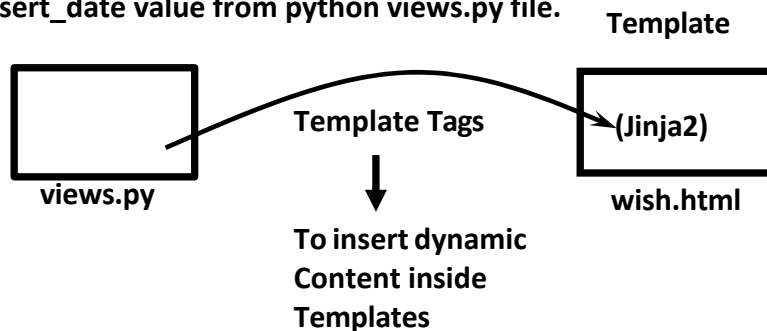 insert_date value from python views.py file.
Template
Template Tags
(Jinja2)
views.py
wish.html
To insert dynamic
Content inside
Templates